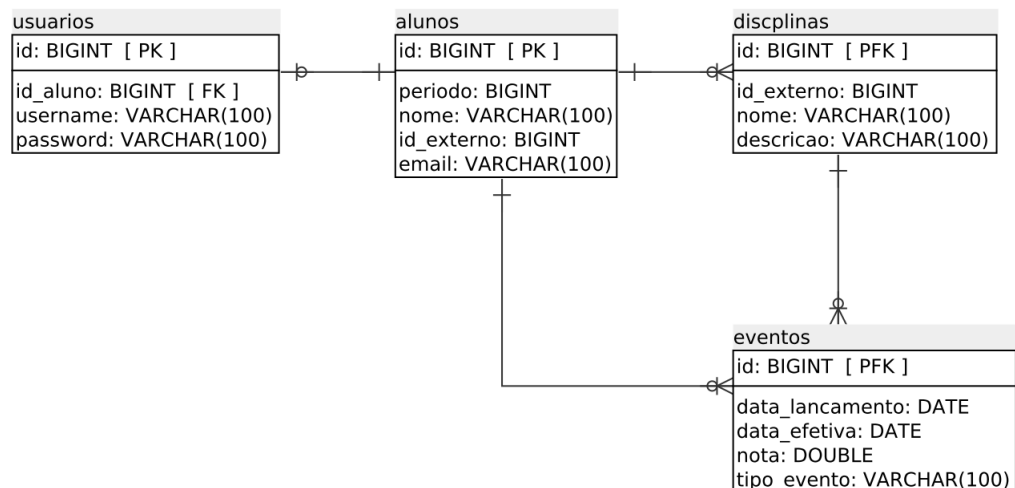 usuarios
id: BIGINT [ PK ]
id_aluno: BIGINT [ FK ]
username: VARCHAR(100)
password: VARCHAR(100)
alunos
id: BIGINT [ PK ]
periodo: BIGINT
nome: VARCHAR(100)
id_externo: BIGINT
email: VARCHAR(100)
discplinas
id: BIGINT [ PFK ]
id_externo: BIGINT
nome: VARCHAR(100)
descricao: VARCHAR(100)
eventos
id: BIGINT [ PFK ]
data_lancamento: DATE
data_efetiva: DATE
nota: DOUBLE
tipo_evento: VARCHAR(100)